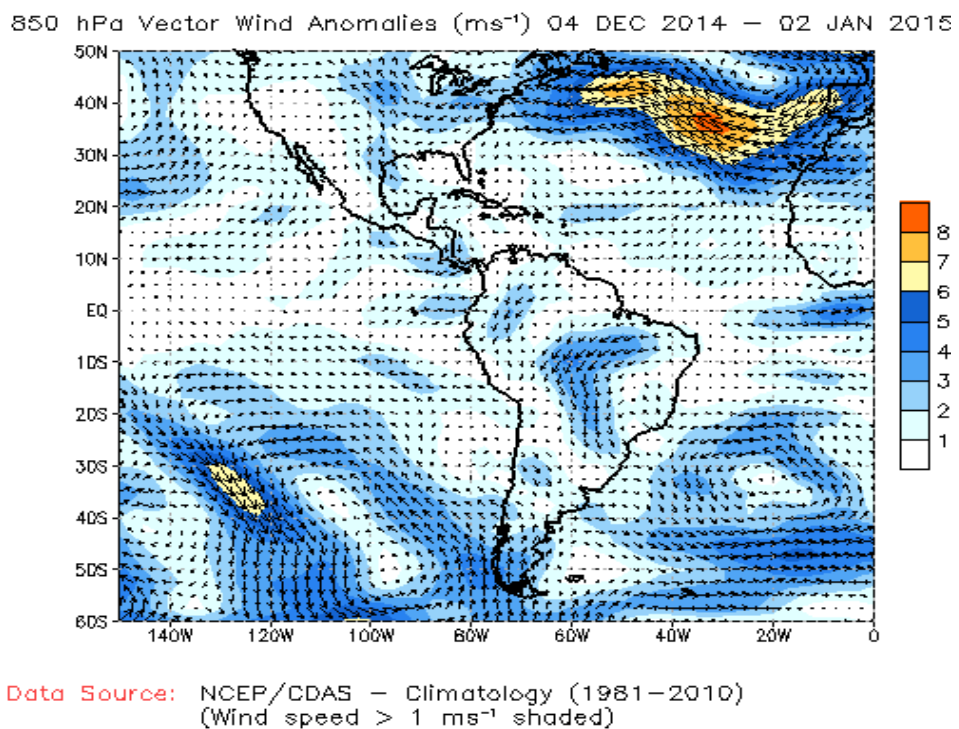 850 hPa Vector Wind Anomalies (ms⁻¹) 04 DEC 2014 – 02 JAN 2015
50N
40N
30N
20N
10N
EQ
10S
20S
30S
40S
50S
60S
140W 120W 100W 80W 60W 40W 20W 0
8
7
6
5
4
3
2
1
Data Source: NCEP/CDAS – Climatology (1981–2010)
(Wind speed > 1 ms⁻¹ shaded)